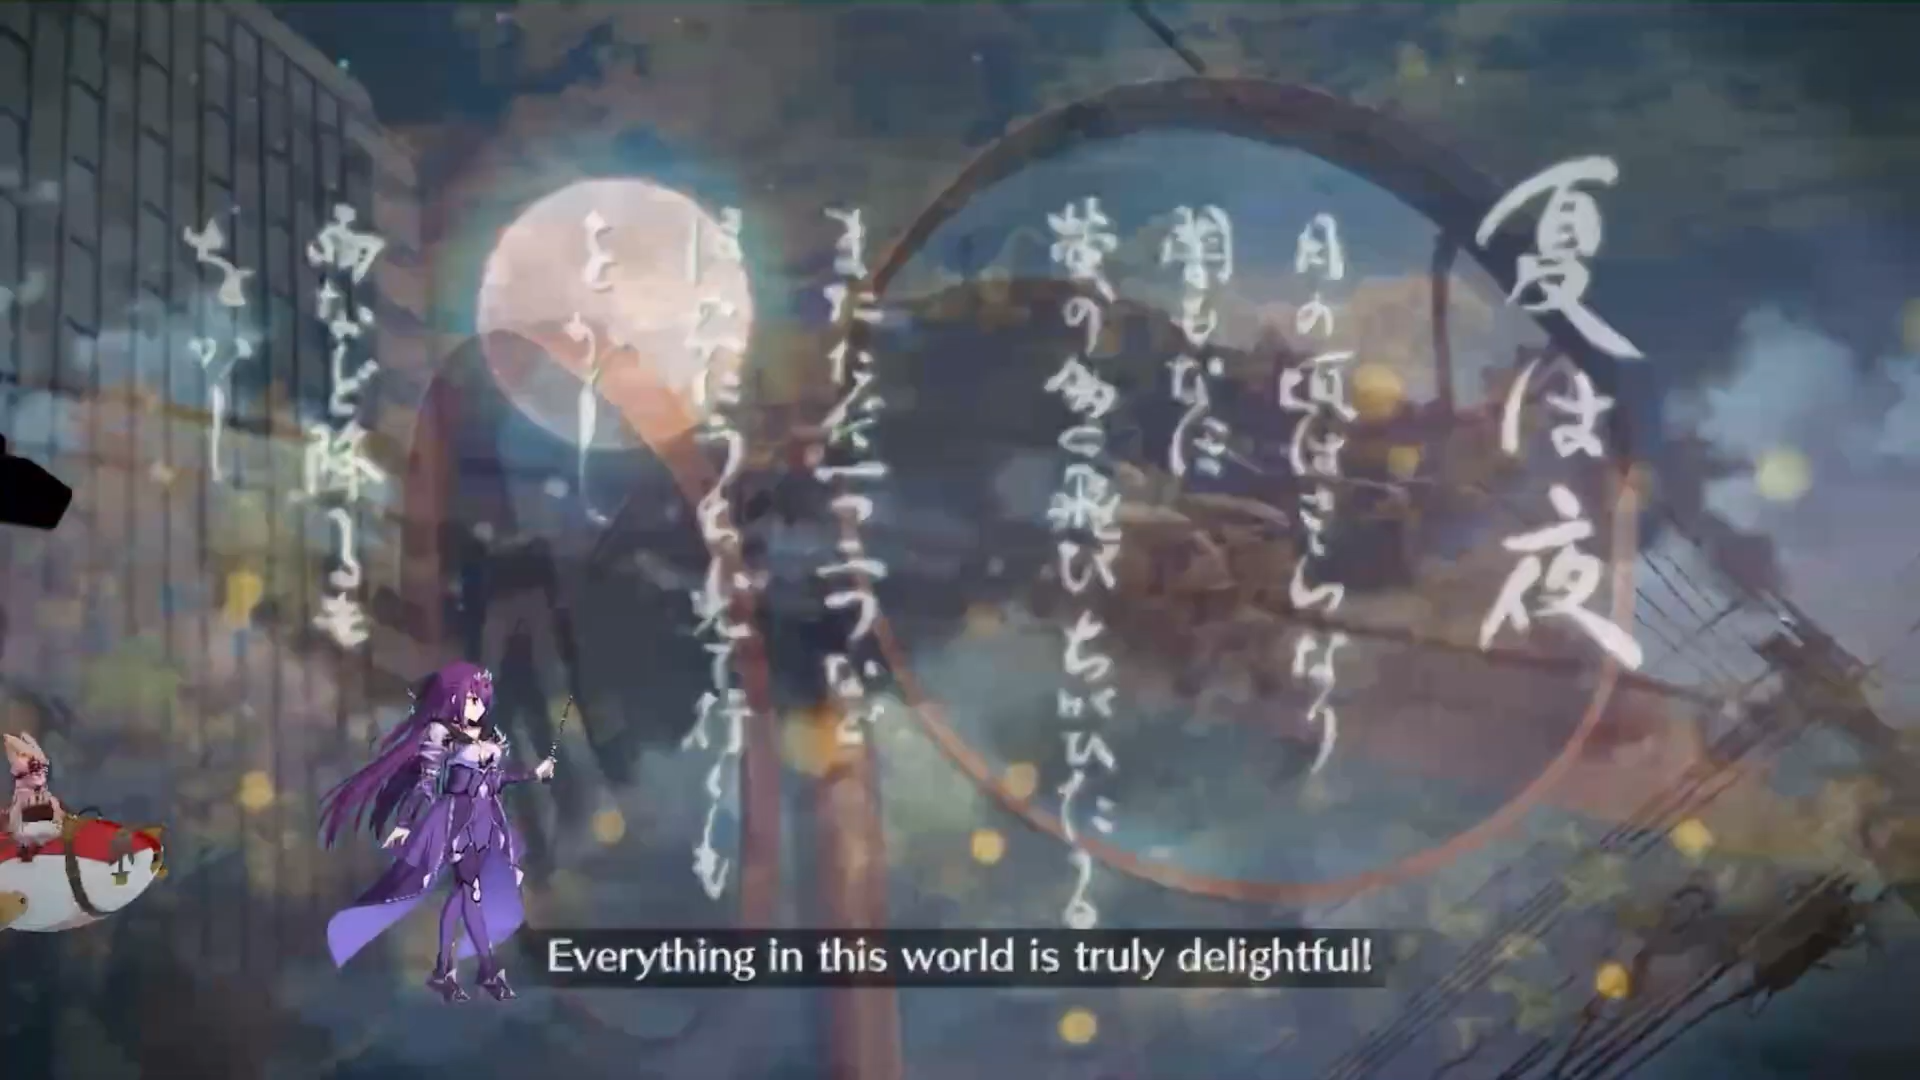 夏は夜
月の頃はさらなり
闇もなほ
蛍の多く飛びちがひたる
まただだ一つ二つなど
ほのかにうち光て行くも
をかし
雨など降るも
をかし
Everything in this world is truly delightful!